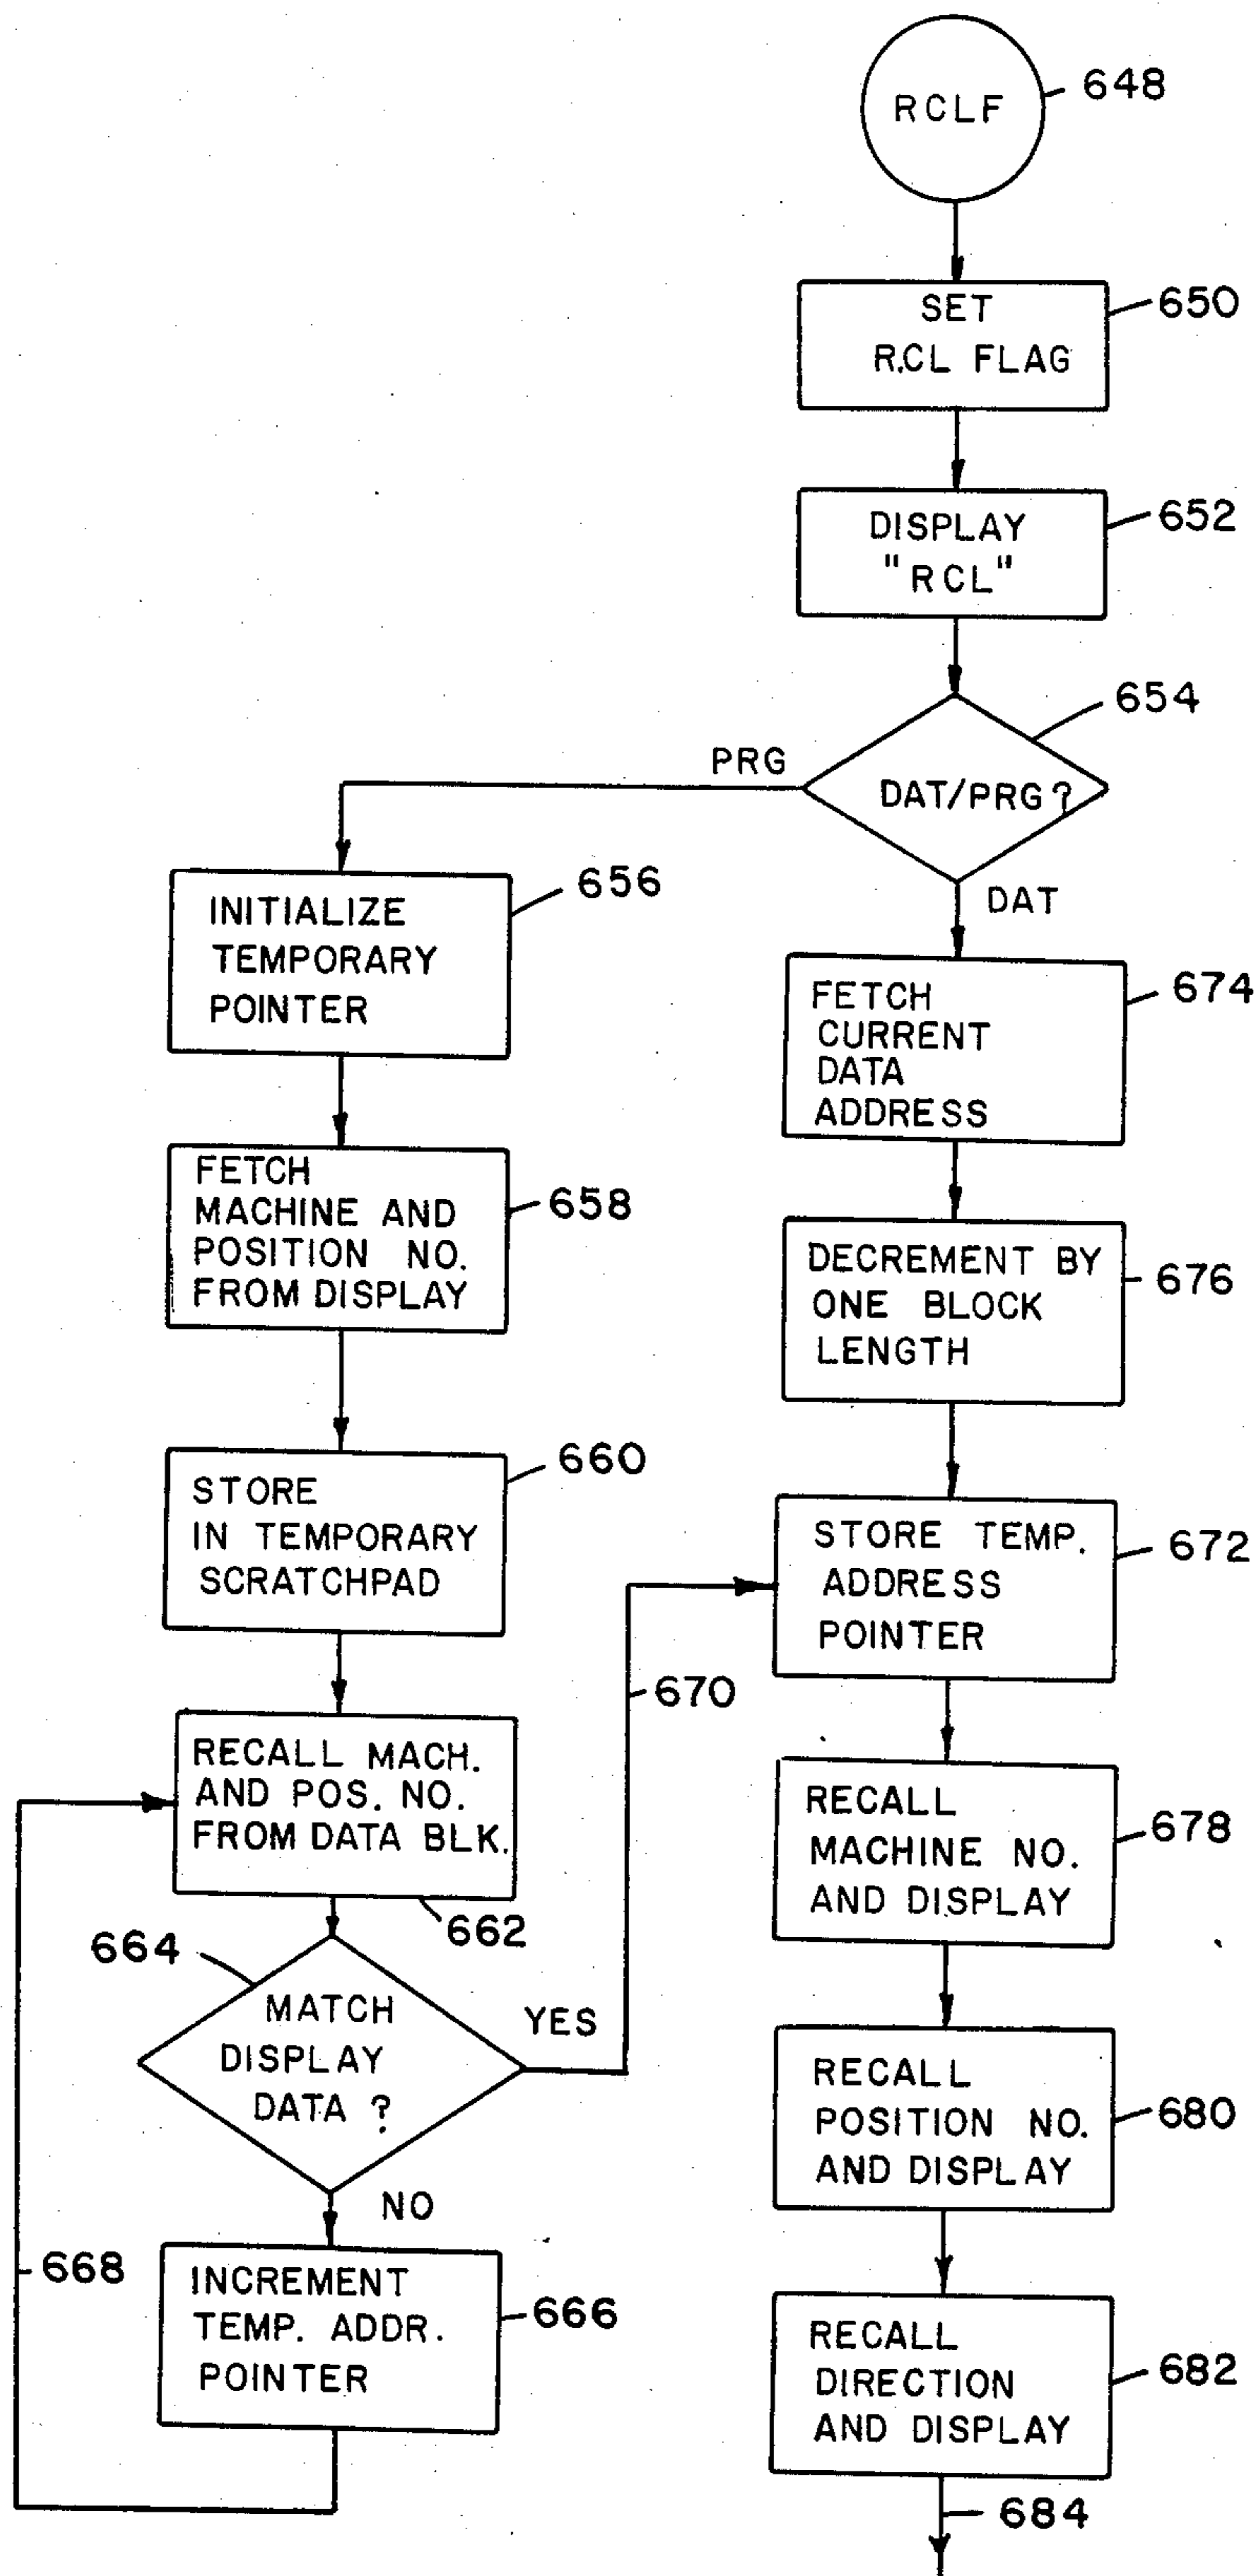 RCLF
648
SET
RCL FLAG
650
DISPLAY
"RCL"
652
654
DAT/PRG?
PRG
DAT
INITIALIZE
TEMPORARY
POINTER
656
FETCH
MACHINE AND
POSITION NO.
FROM DISPLAY
658
STORE
IN TEMPORARY
SCRATCHPAD
660
RECALL MACH.
AND POS. NO.
FROM DATA BLK.
662
664
MATCH
DISPLAY
DATA ?
YES
NO
INCREMENT
TEMP. ADDR.
POINTER
666
668
670
FETCH
CURRENT
DATA
ADDRESS
674
DECREMENT BY
ONE BLOCK
LENGTH
676
STORE TEMP.
ADDRESS
POINTER
672
RECALL
MACHINE NO.
AND DISPLAY
678
RECALL
POSITION NO.
AND DISPLAY
680
RECALL
DIRECTION
AND DISPLAY
682
684